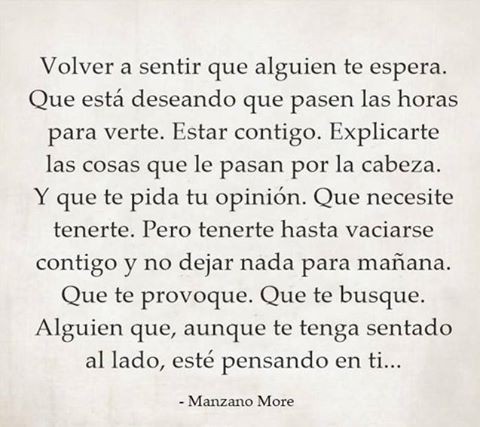 Volver a sentir que alguien te espera.
Que está deseando que pasen las horas
para verte. Estar contigo. Explicarte
las cosas que le pasan por la cabeza.
Y que te pida tu opinión. Que necesite
tenerte. Pero tenerte hasta vaciarse
contigo y no dejar nada para mañana.
Que te provoque. Que te busque.
Alguien que, aunque te tenga sentado
al lado, esté pensando en ti...
- Manzano More